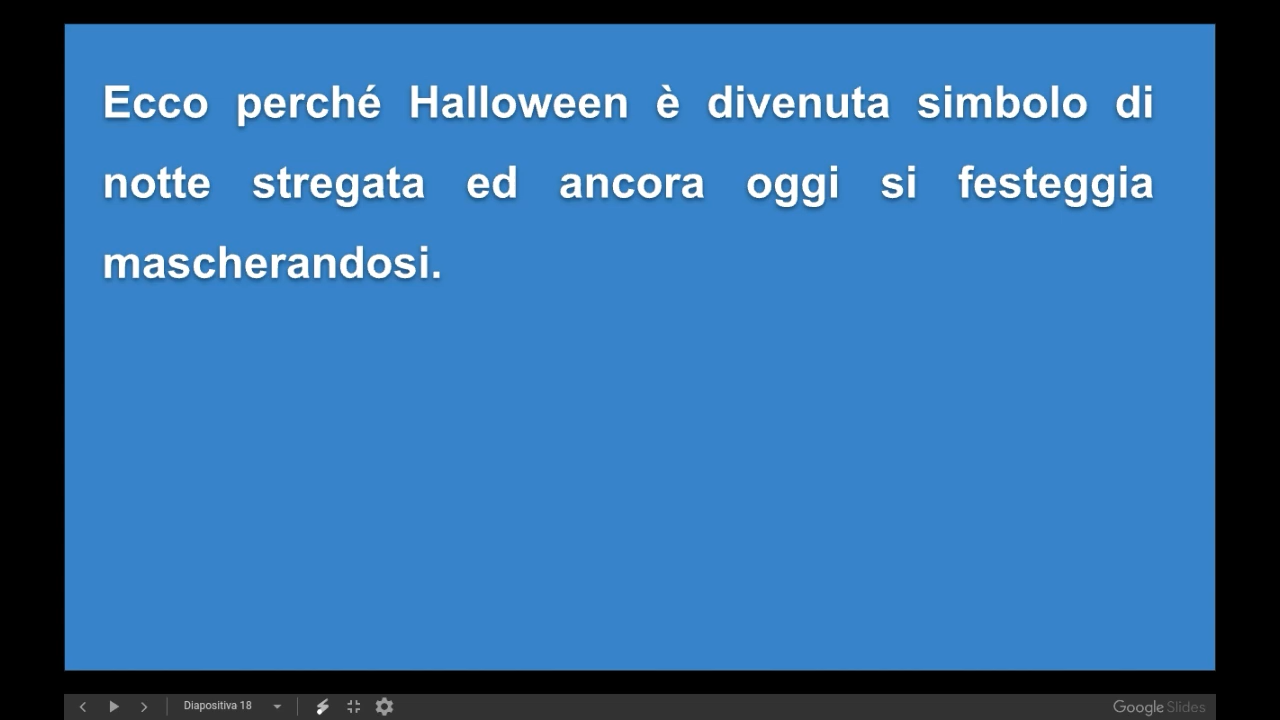 Ecco perché Halloween è divenuta simbolo di
notte stregata ed ancora oggi si festeggia
mascherandosi.
Diapositiva 18
Google Slides